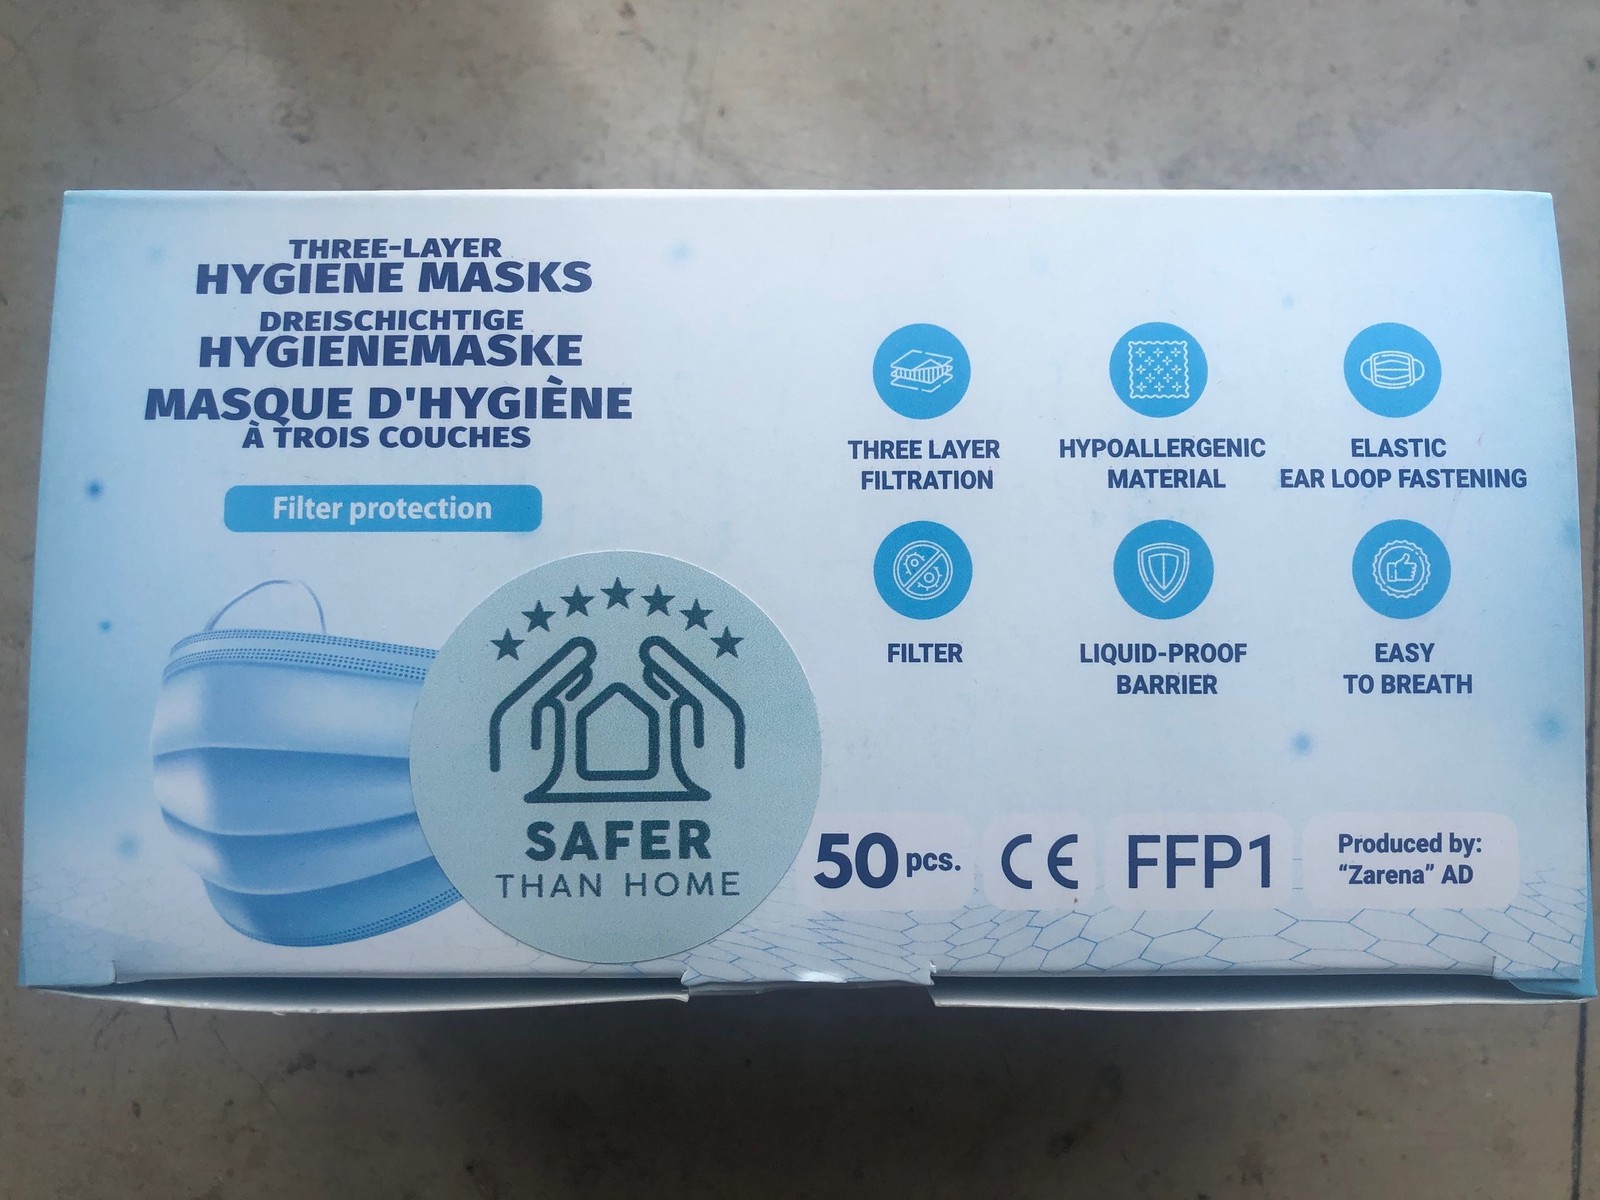 THREE-LAYER
HYGIENE MASKS
DREISCHICHTIGE
HYGIENEMASKE
MASQUE D'HYGIÈNE
À TROIS COUCHES
Filter protection
SAFER
THAN HOME
THREE LAYER
FILTRATION
HYPOALLERGENIC
MATERIAL
ELASTIC
EAR LOOP FASTENING
FILTER
LIQUID-PROOF
BARRIER
EASY
TO BREATH
50 pcs.
CE
FFP1
Produced by:
“Zarena” AD